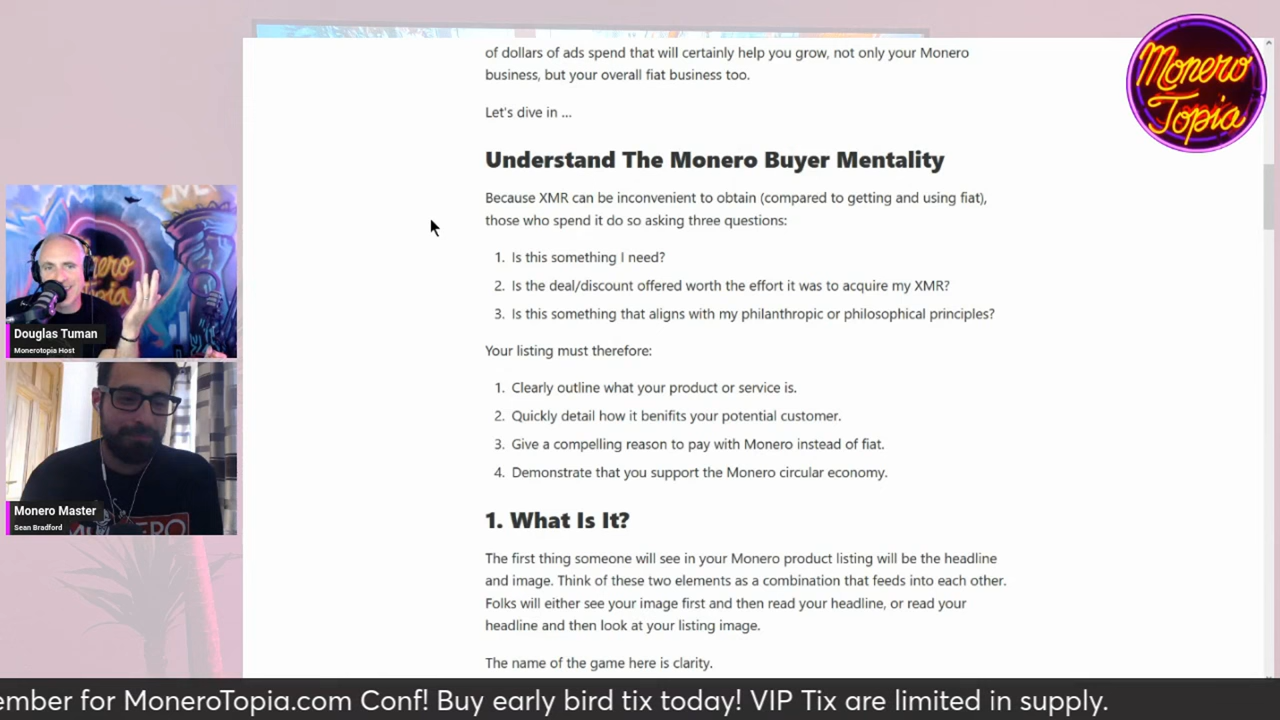 of dollars of ads spend that will certainly help you grow, not only your Monero
business, but your overall fiat business too.
Let's dive in ...
Understand The Monero Buyer Mentality
Because XMR can be inconvenient to obtain (compared to getting and using fiat),
those who spend it do so asking three questions:
1. Is this something I need?
2. Is the deal/discount offered worth the effort it was to acquire my XMR?
3. Is this something that aligns with my philanthropic or philosophical principles?
Your listing must therefore:
1. Clearly outline what your product or service is.
2. Quickly detail how it benifits your potential customer.
3. Give a compelling reason to pay with Monero instead of fiat.
4. Demonstrate that you support the Monero circular economy.
1. What Is It?
The first thing someone will see in your Monero product listing will be the headline
and image. Think of these two elements as a combination that feeds into each other.
Folks will either see your image first and then read your headline, or read your
headline and then look at your listing image.
The name of the game here is clarity.
Monero
Topia
Monero
Topia
Douglas Tuman
Monerotopia Host
Monero Master
Sean Bradford
ember for MoneroTopia.com Conf! Buy early bird tix today! VIP Tix are limited in supply.